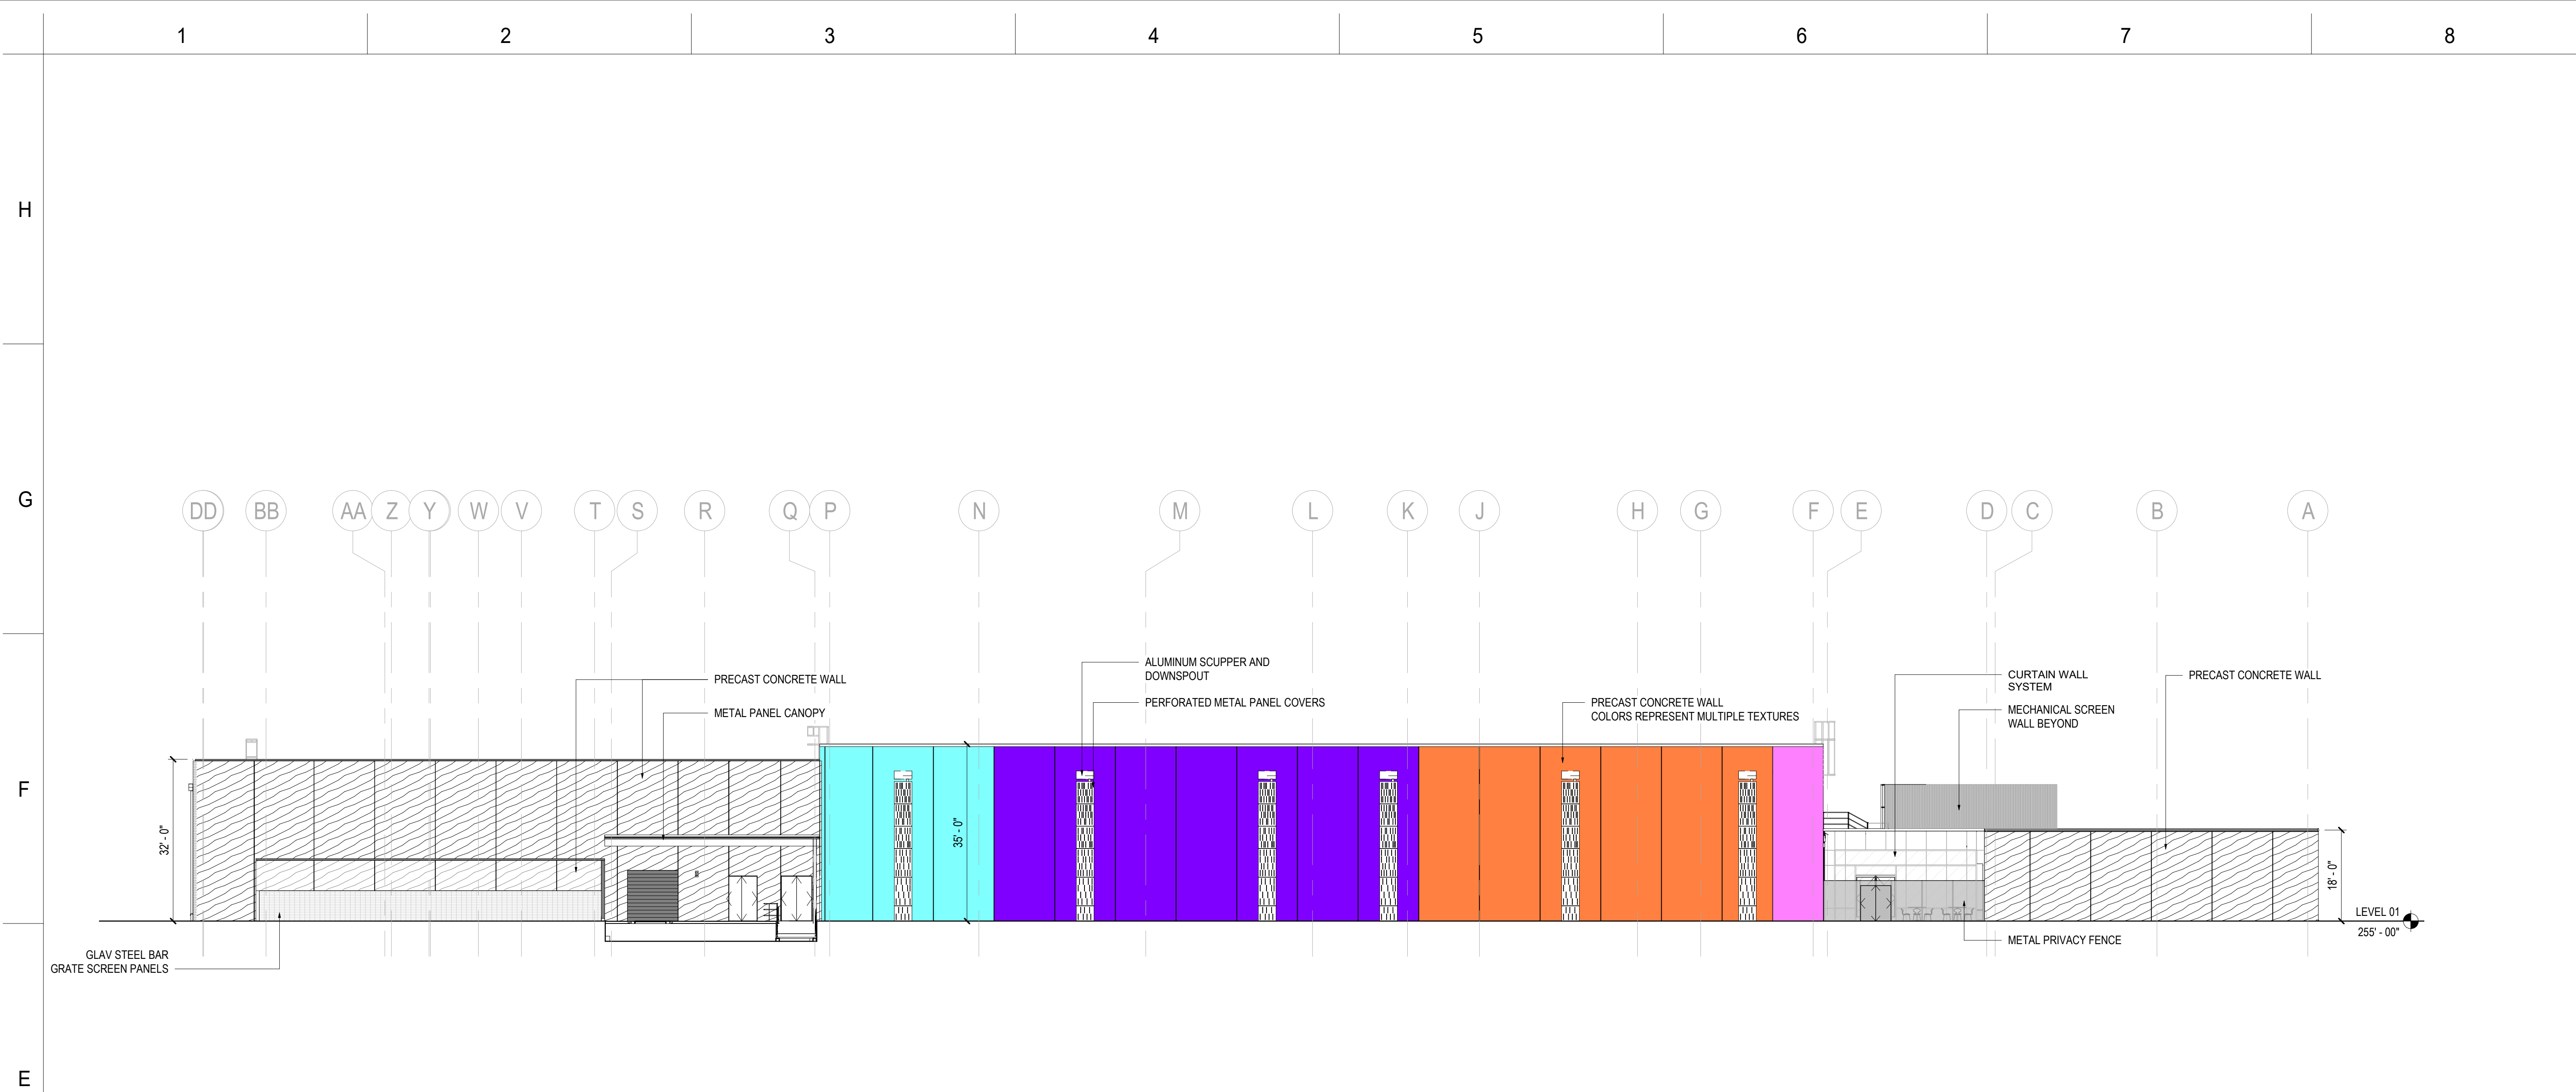 1 2 3 4 5 6 7 8
H
G
DD BB AA Z Y W V T S R Q P N M L K J H G F E D C B A
ALUMINUM SCUPPER AND
DOWNSPOUT
PERFORATED METAL PANEL COVERS
PRECAST CONCRETE WALL
METAL PANEL CANOPY
PRECAST CONCRETE WALL
COLORS REPRESENT MULTIPLE TEXTURES
CURTAIN WALL
SYSTEM
MECHANICAL SCREEN
WALL BEYOND
PRECAST CONCRETE WALL
F
32' - 0"
35' - 0"
18' - 0"
LEVEL 01
255' - 00"
METAL PRIVACY FENCE
GLAV STEEL BAR
GRATE SCREEN PANELS
E